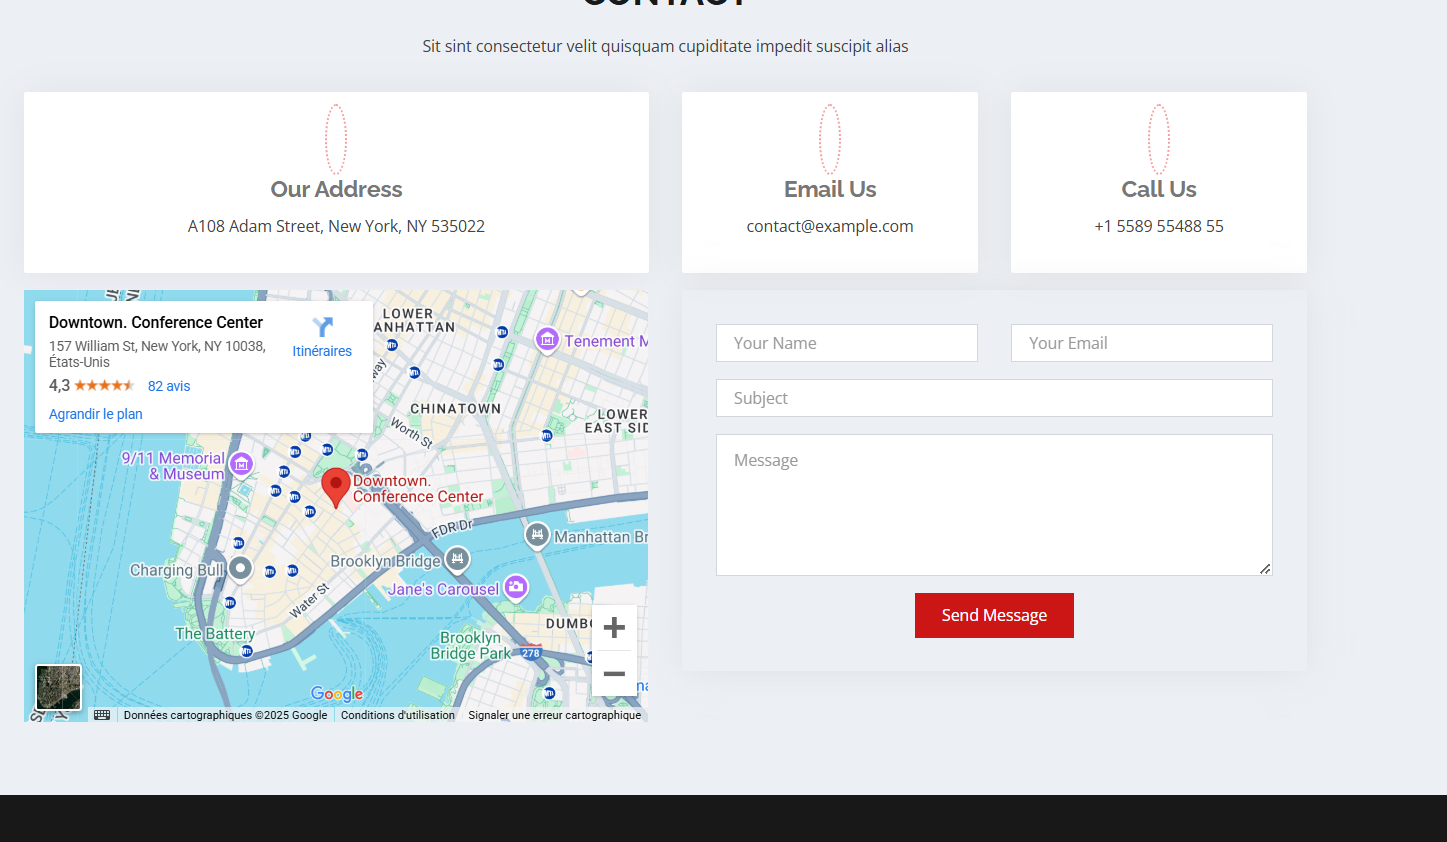 CONTACT
Sit sint consectetur velit quisquam cupiditate impedit suscipit alias
Our Address
A108 Adam Street, New York, NY 535022
Email Us
contact@example.com
Call Us
+1 5589 55488 55
Downtown. Conference Center
157 William St, New York, NY 10038,
États-Unis
4,3
82 avis
Agrandir le plan
Itinéraires
LOWER
ANHATTAN
Tenement M
CHINATOWN
LOWER
EAST SID
Worth St
9/11 Memorial
& Museum
Downtown.
Conference Center
FDR Dr
Manhattan Br
Brooklyn Bridge
Charging Bull
Jane's Carousel
Water St
The Battery
DUMBO
Brooklyn
Bridge Park
278
Google
Données cartographiques ©2025 Google
Conditions d'utilisation
Signaler une erreur cartographique
Your Name
Your Email
Subject
Message
Send Message